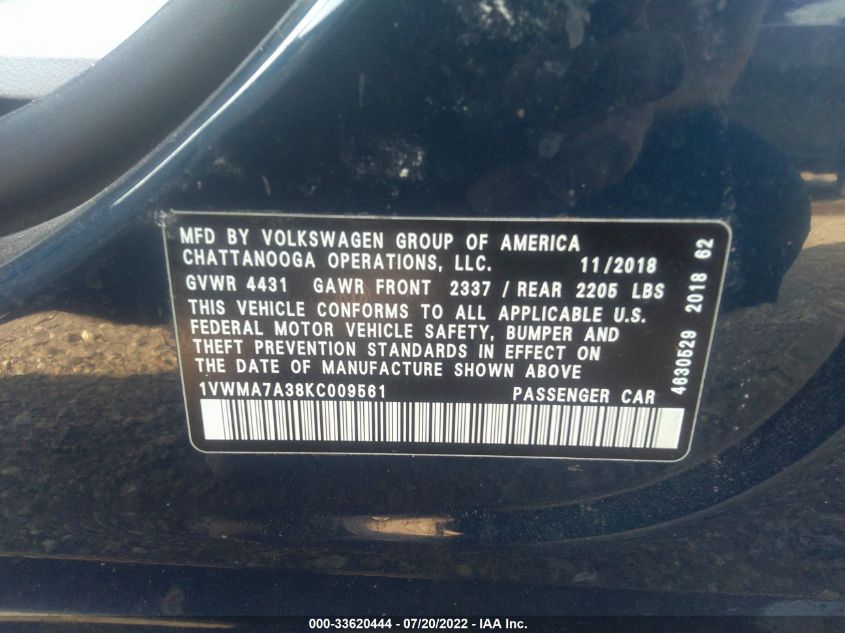 MFD BY VOLKSWAGEN GROUP OF AMERICA
CHATTANOOGA OPERATIONS, LLC. 11/2018
GVWR 4431 GAWR FRONT 2337 / REAR 2205 LBS
THIS VEHICLE CONFORMS TO ALL APPLICABLE U.S.
FEDERAL MOTOR VEHICLE SAFETY, BUMPER AND
THEFT PREVENTION STANDARDS IN EFFECT ON
THE DATE OF MANUFACTURE SHOWN ABOVE
1VWMA7A38KC009561 PASSENGER CAR
4630529 2018 62
000-33620444 - 07/20/2022 - IAA Inc.